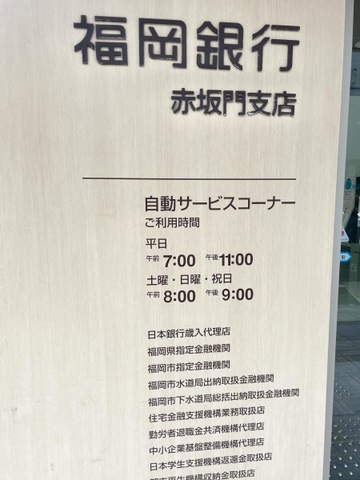 福岡銀行
赤坂門支店
自動サービスコーナー
ご利用時間
平日
午前 7:00 午後 11:00
土曜・日曜・祝日
午前 8:00 午後 9:00
日本銀行歳入代理店
福岡県指定金融機関
福岡市指定金融機関
福岡市水道局出納取扱金融機関
福岡市下水道局総括出納取扱金融機関
住宅金融支援機構業務取扱店
勤労者退職金共済機構代理店
中小企業基盤整備機構代理店
日本学生支援機構返還金取扱店